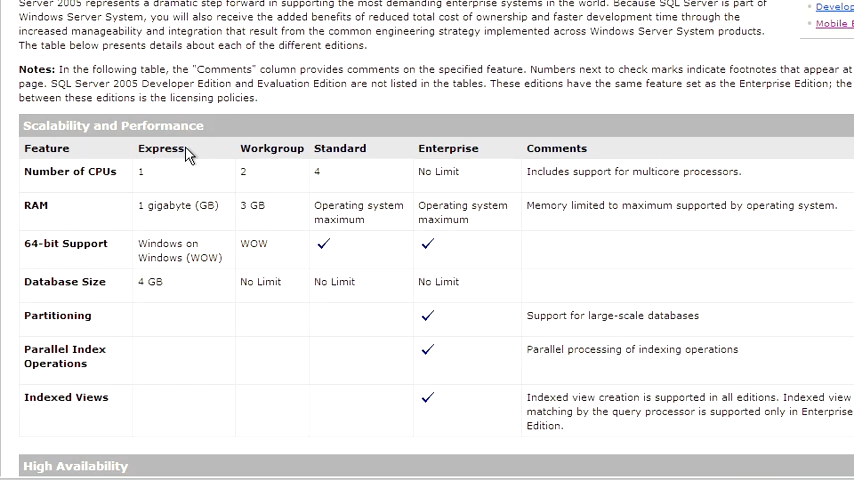 Server 2005 represents a dramatic step forward in supporting the most demanding enterprise systems in the world. Because SQL Server is part of
Windows Server System, you will also receive the added benefits of reduced total cost of ownership and faster development time through the
increased manageability and integration that result from the common engineering strategy implemented across Windows Server System products.
The table below presents details about each of the different editions.
Develop
Mobile E
Notes: In the following table, the "Comments" column provides comments on the specified feature. Numbers next to check marks indicate footnotes that appear at
page. SQL Server 2005 Developer Edition and Evaluation Edition are not listed in the tables. These editions have the same feature set as the Enterprise Edition; the
between these editions is the licensing policies.
Scalability and Performance
Feature Express Workgroup Standard Enterprise Comments
Number of CPUs 1 2 4 No Limit Includes support for multicore processors.
RAM 1 gigabyte (GB) 3 GB Operating system maximum Operating system maximum Memory limited to maximum supported by operating system.
64-bit Support Windows on Windows (WOW) WOW ✓ ✓
Database Size 4 GB No Limit No Limit No Limit
Partitioning ✓ Support for large-scale databases
Parallel Index Operations ✓ Parallel processing of indexing operations
Indexed Views ✓ Indexed view creation is supported in all editions. Indexed view
matching by the query processor is supported only in Enterprise
Edition.
High Availability